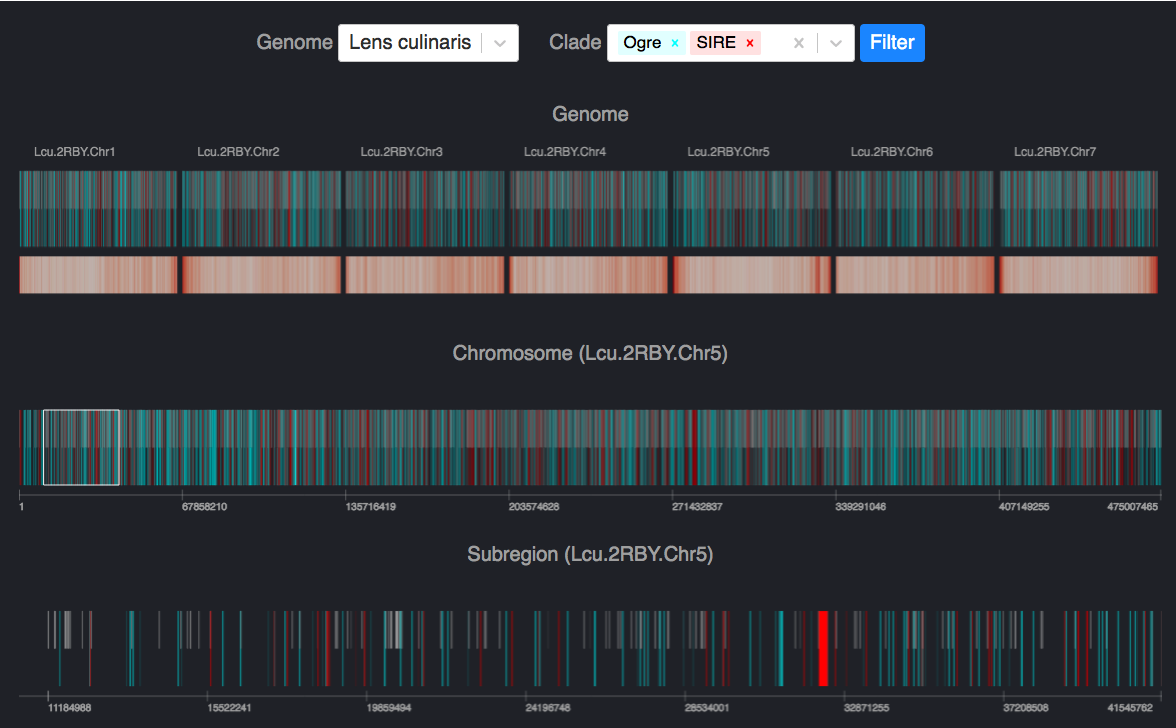 Genome Lens culinaris Clade Ogre × SIRE × × Filter
Genome
Lcu.2RBY.Chr1 Lcu.2RBY.Chr2 Lcu.2RBY.Chr3 Lcu.2RBY.Chr4 Lcu.2RBY.Chr5 Lcu.2RBY.Chr6 Lcu.2RBY.Chr7
Chromosome (Lcu.2RBY.Chr5)
1 67858210 135716419 203574628 271432837 339291046 407149255 475007465
Subregion (Lcu.2RBY.Chr5)
11184988 15522241 19859494 24196748 28534001 32871255 37208508 41545762